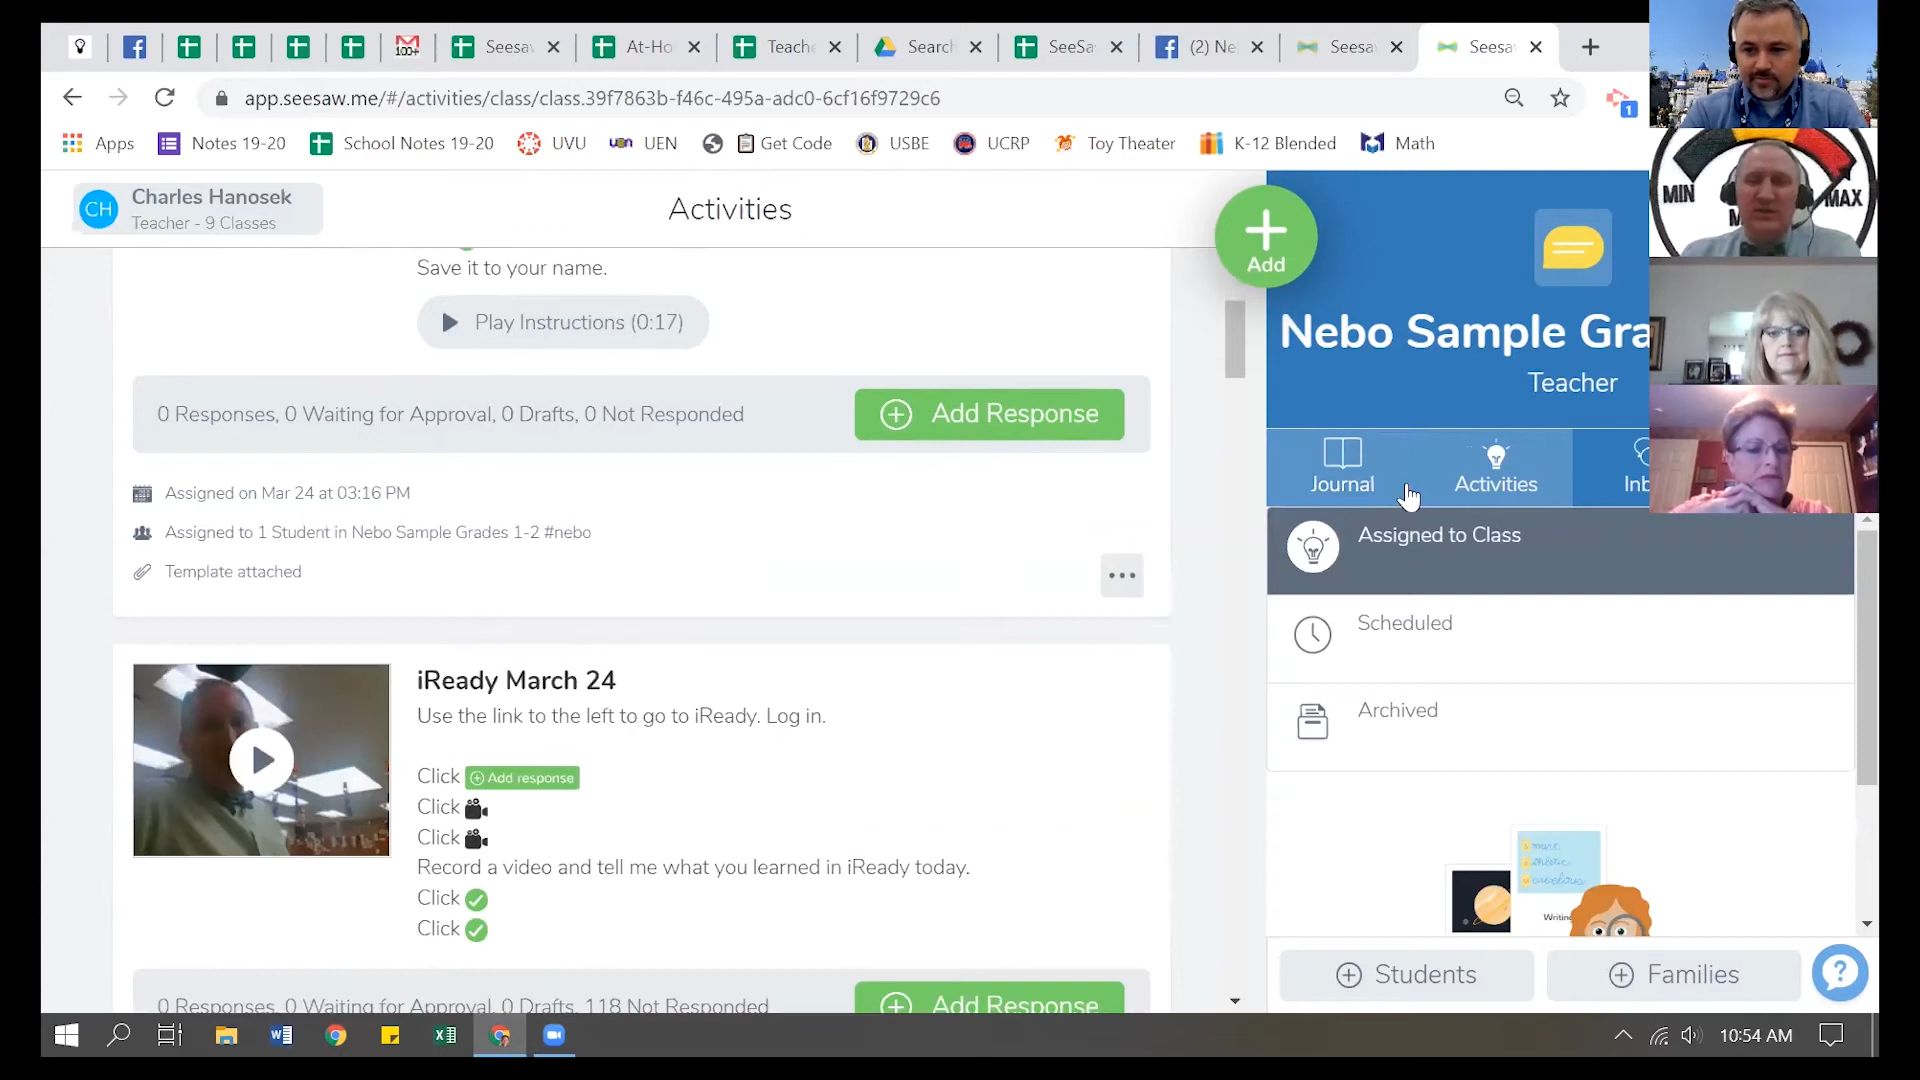 Seesa
At-Ho
Teache
Search
SeeSa
(2) Ne
Seesa
Seesa
100+
app.seesaw.me/#/activities/class/class.39f7863b-f46c-495a-adc0-6cf16f9729c6
1
Apps
Notes 19-20
School Notes 19-20
UVU
UEN
Get Code
USBE
UCRP
Toy Theater
K-12 Blended
Math
MIN
MAX
CH
Charles Hanosek
Teacher - 9 Classes
Activities
Add
Nebo Sample Gra
Teacher
Save it to your name.
Play Instructions (0:17)
0 Responses, 0 Waiting for Approval, 0 Drafts, 0 Not Responded
Add Response
Assigned on Mar 24 at 03:16 PM
Assigned to 1 Student in Nebo Sample Grades 1-2 #nebo
Template attached
Journal
Activities
Inb
Assigned to Class
Scheduled
Archived
iReady March 24
Use the link to the left to go to iReady. Log in.
Click Add response
Click
Click
Record a video and tell me what you learned in iReady today.
Click
Click
0 Responses, 0 Waiting for Approval, 0 Drafts, 118 Not Responded
Add Response
Writin
Students
Families
?
10:54 AM